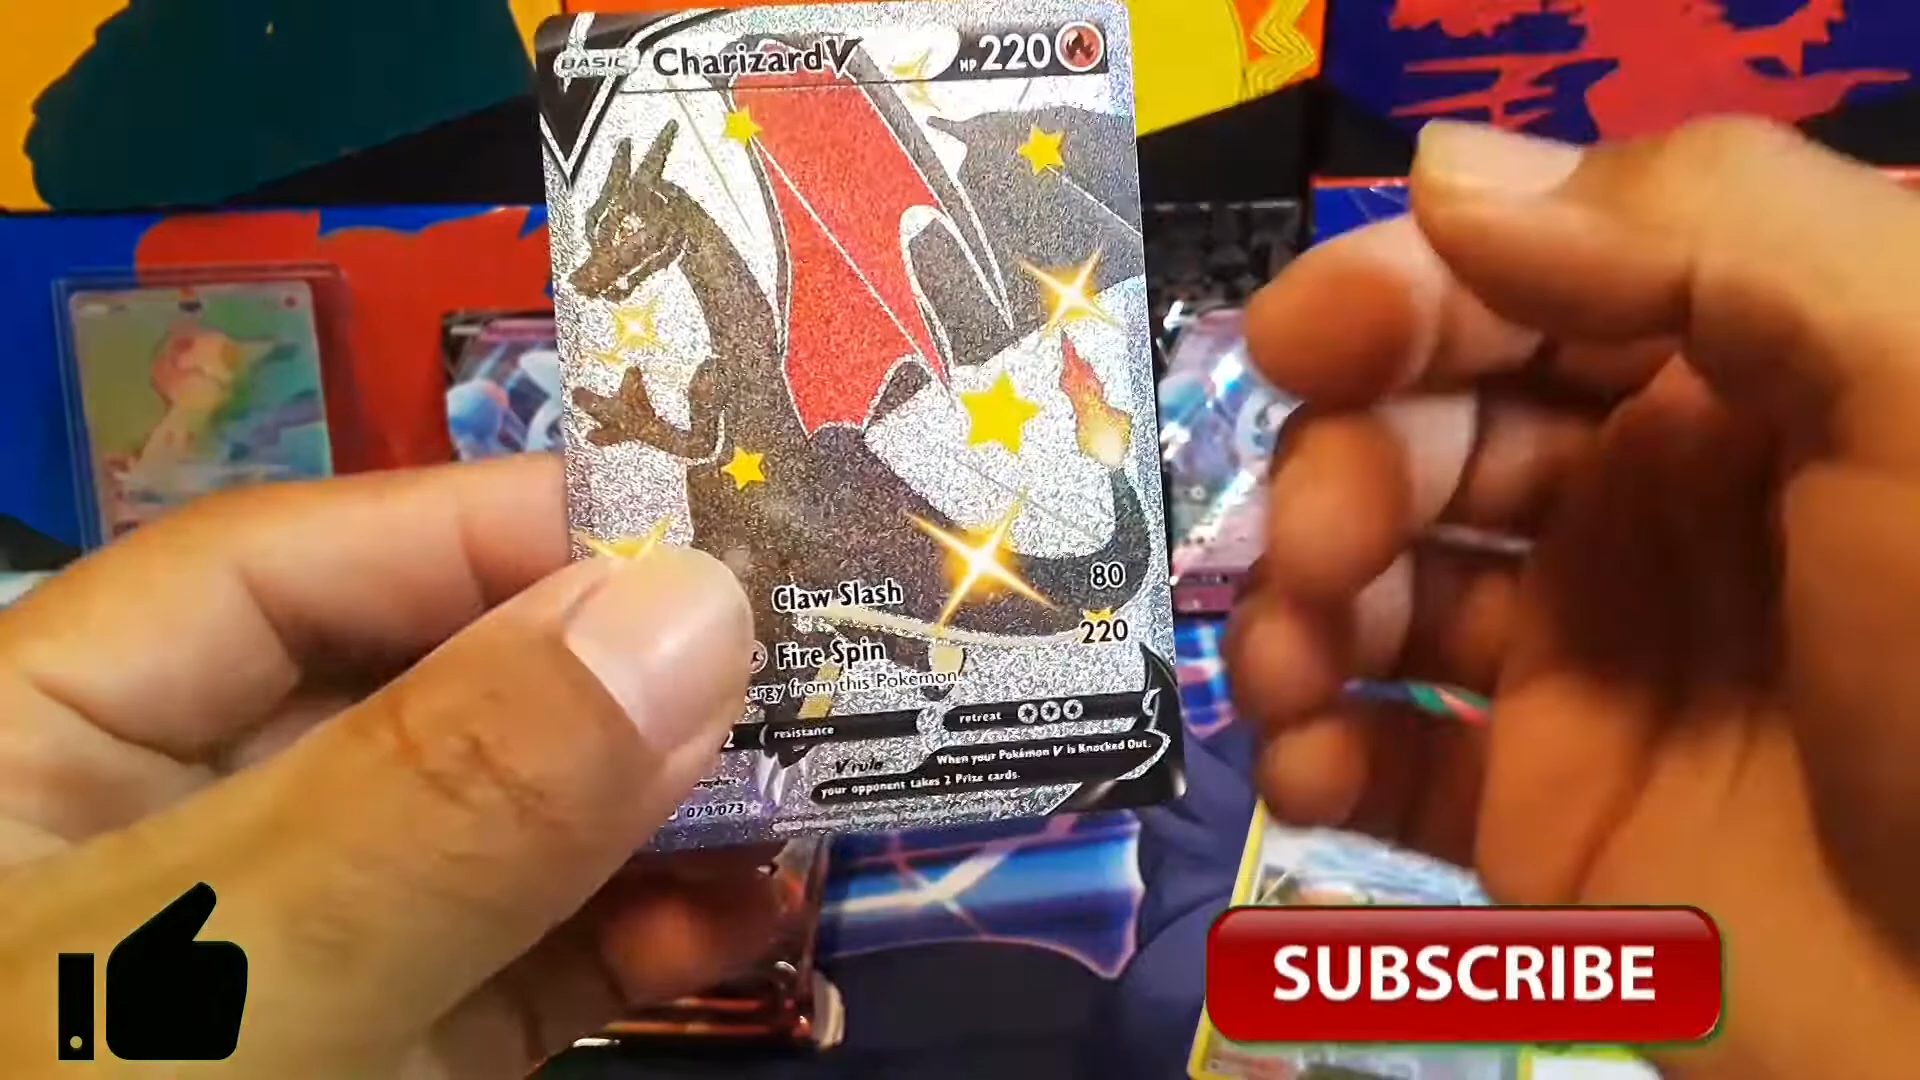 BASIC Charizard V HP 220
Claw Slash 80
Fire Spin 220
ergy from this Pokémon.
2 resistance retreat
V rule When your Pokémon V is Knocked Out,
your opponent takes 2 Prize cards.
079/073
SUBSCRIBE